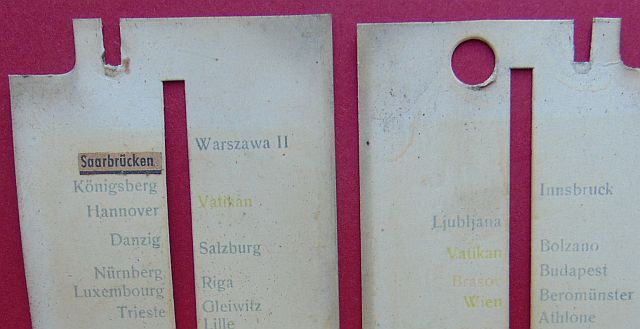 Saarbrücken
Königsberg
Hannover
Danzig
Nürnberg
Luxembourg
Trieste
Warszawa II
Vatikan
Salzburg
Riga
Gleiwitz
Lille
Ljubljana
Vatikan
Brasov
Wien
Innsbruck
Bolzano
Budapest
Beromünster
Athlone